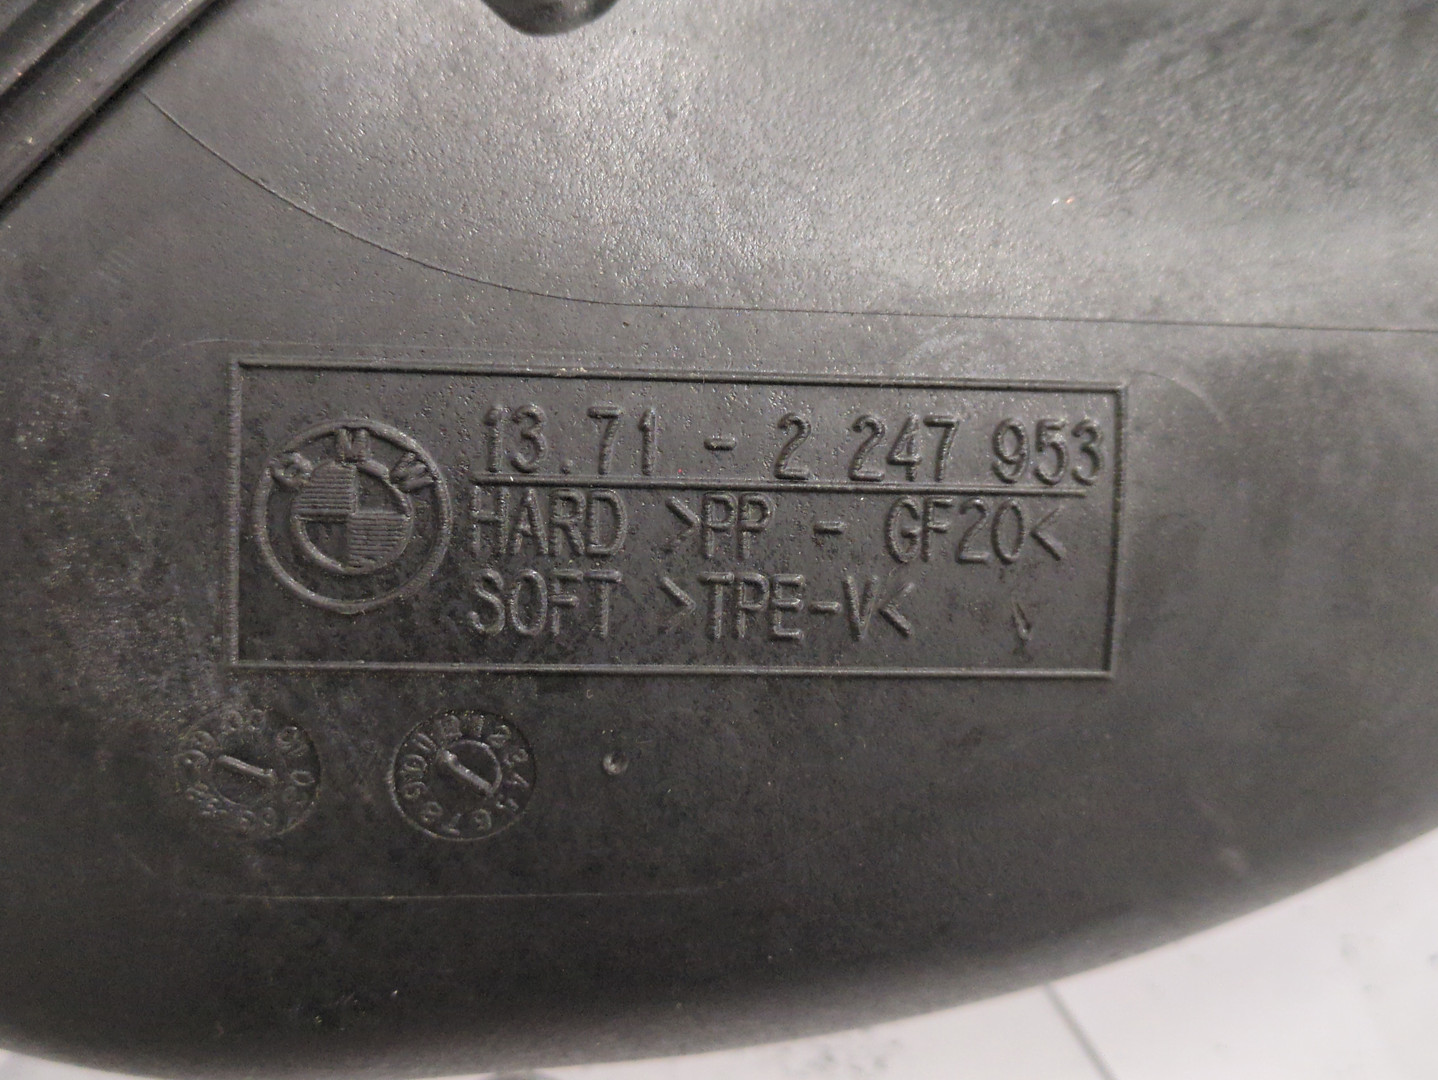 BMW
13.71 - 2 247 953
HARD >PP - GF20<
SOFT >TPE-V<